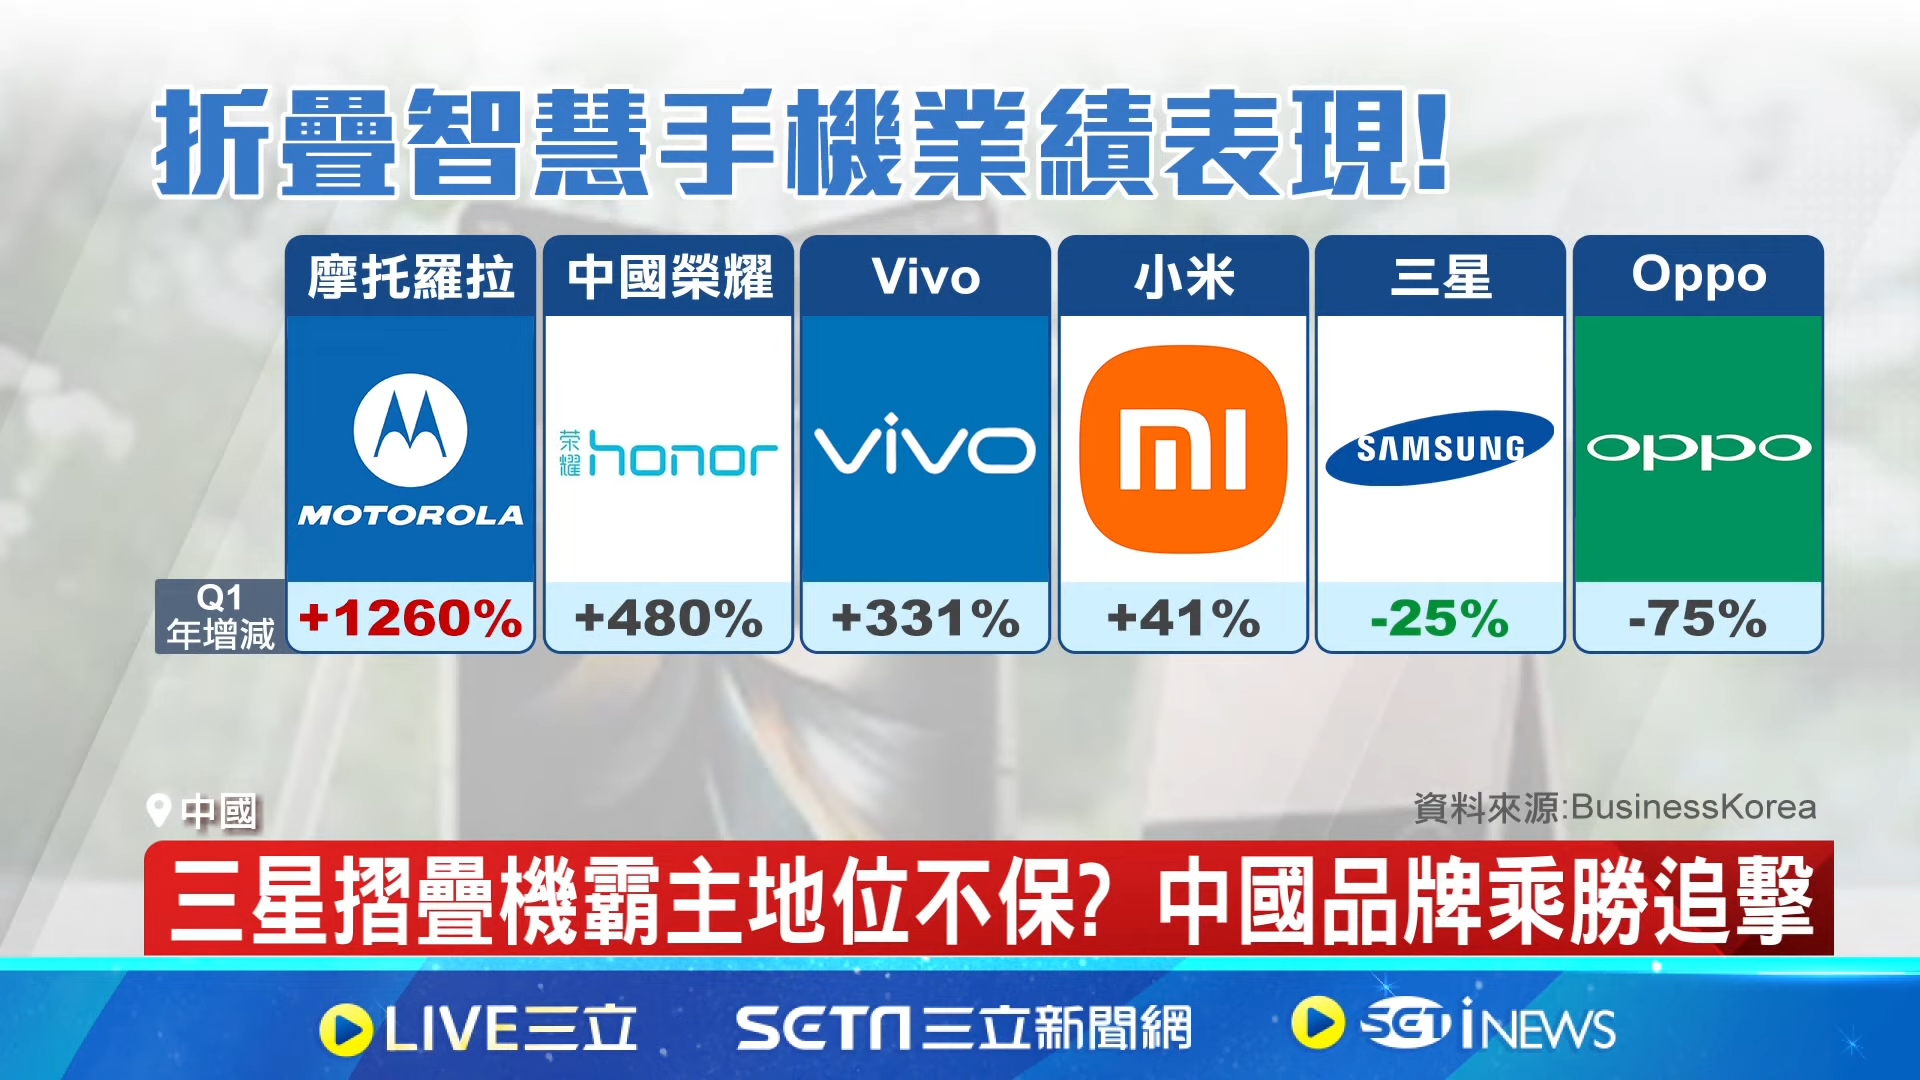 折疊智慧手機業績表現!
摩托羅拉 中國榮耀 Vivo 小米 三星 Oppo
MOTOROLA
荣耀 honor
vivo
mi
SAMSUNG
oppo
Q1
年增減
+1260% +480% +331% +41% -25% -75%
中國
資料來源:BusinessKorea
三星摺疊機霸主地位不保? 中國品牌乘勝追擊
LIVE三立 SETN三立新聞網 SET iNEWS